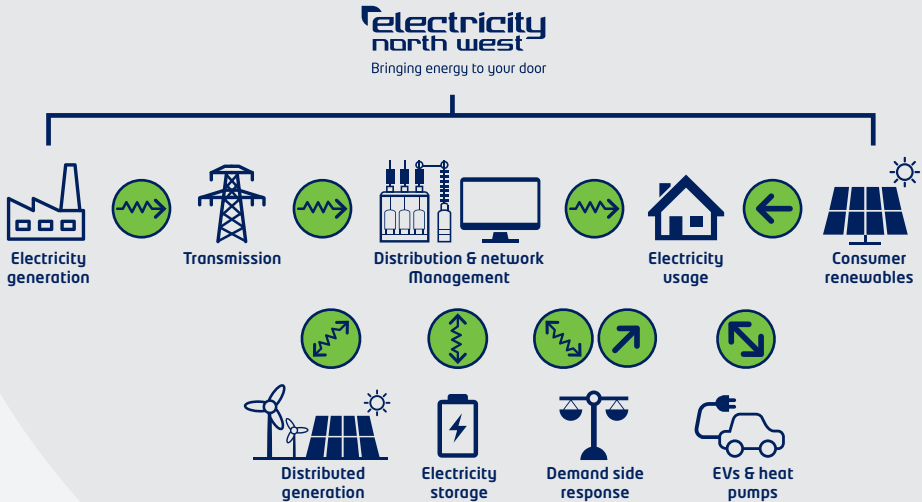 electricity
north west
Bringing energy to your door
Electricity
generation
Transmission
Distribution & network
Management
Electricity
usage
Consumer
renewables
Distributed
generation
Electricity
storage
Demand side
response
EVs & heat
pumps